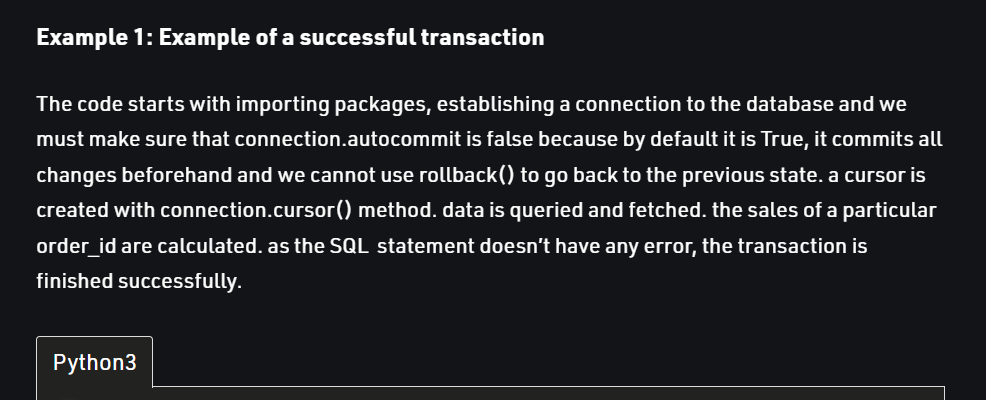 Example 1: Example of a successful transaction
The code starts with importing packages, establishing a connection to the database and we
must make sure that connection.autocommit is false because by default it is True, it commits all
changes beforehand and we cannot use rollback() to go back to the previous state. a cursor is
created with connection.cursor() method. data is queried and fetched. the sales of a particular
order_id are calculated. as the SQL  statement doesn't have any error, the transaction is
finished successfully.
Python3